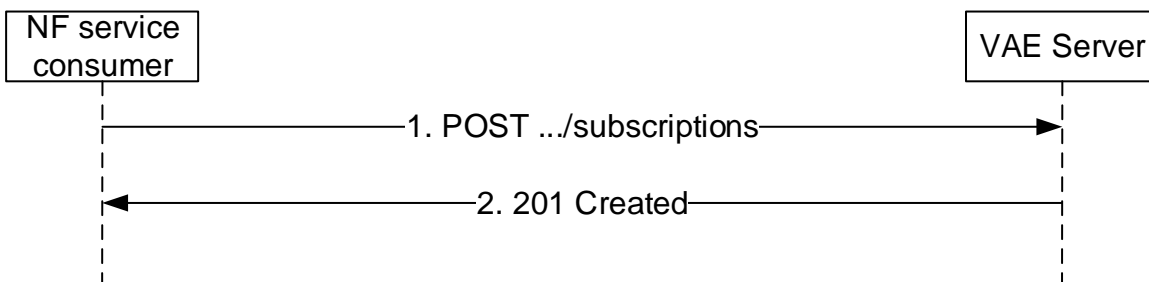 NF service
consumer
VAE Server
1. POST .../subscriptions
2. 201 Created